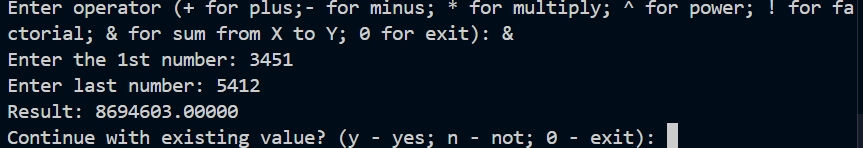 Enter operator (+ for plus;- for minus; * for multiply; ^ for power; ! for fa
ctorial; & for sum from X to Y; 0 for exit): &
Enter the 1st number: 3451
Enter last number: 5412
Result: 8694603.00000
Continue with existing value? (y - yes; n - not; 0 - exit):